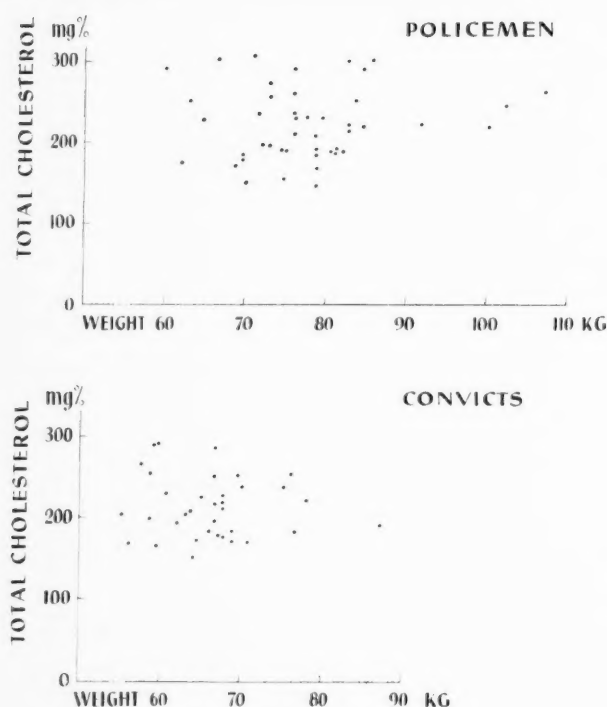 mg%
POLICEMEN
TOTAL CHOLESTEROL
300
200
100
0
WEIGHT 60 70 80 90 100 110 KG
mg%
CONVICTS
TOTAL CHOLESTEROL
300
200
100
0
WEIGHT 60 70 80 90 KG